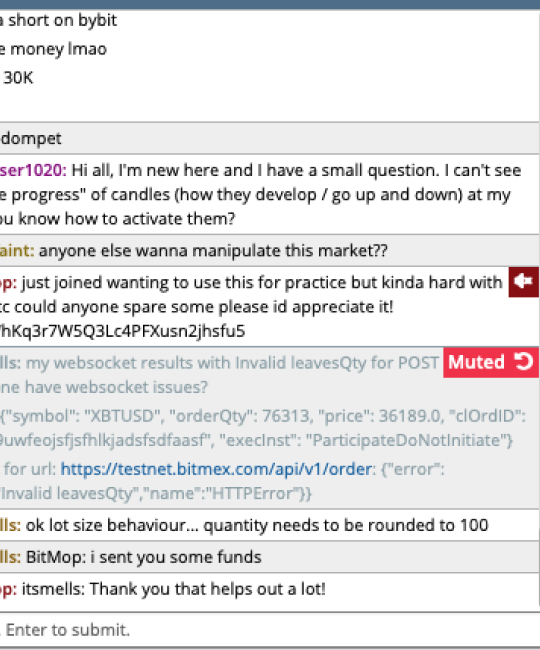 a short on bybit
e money lmao
30K
dompet
ser1020: Hi all, I'm new here and I have a small question. I can't see
e progress" of candles (how they develop / go up and down) at my
ou know how to activate them?
aint: anyone else wanna manipulate this market??
op: just joined wanting to use this for practice but kinda hard with
tc could anyone spare some please id appreciate it!
hKq3r7W5Q3Lc4PFXusn2jhsfu5
lls: my websocket results with Invalid leavesQty for POST
Muted
ne have websocket issues?
{"symbol": "XBTUSD", "orderQty": 76313, "price": 36189.0, "clOrdID":
9uwfeojsfjsfhlkjadsfsdfaasf", "execInst": "ParticipateDoNotInitiate"}
for url: https://testnet.bitmex.com/api/v1/order: {"error":
"Invalid leavesQty","name":"HTTPError"}}
lls: ok lot size behaviour... quantity needs to be rounded to 100
lls: BitMop: i sent you some funds
op: itsmells: Thank you that helps out a lot!
. Enter to submit.